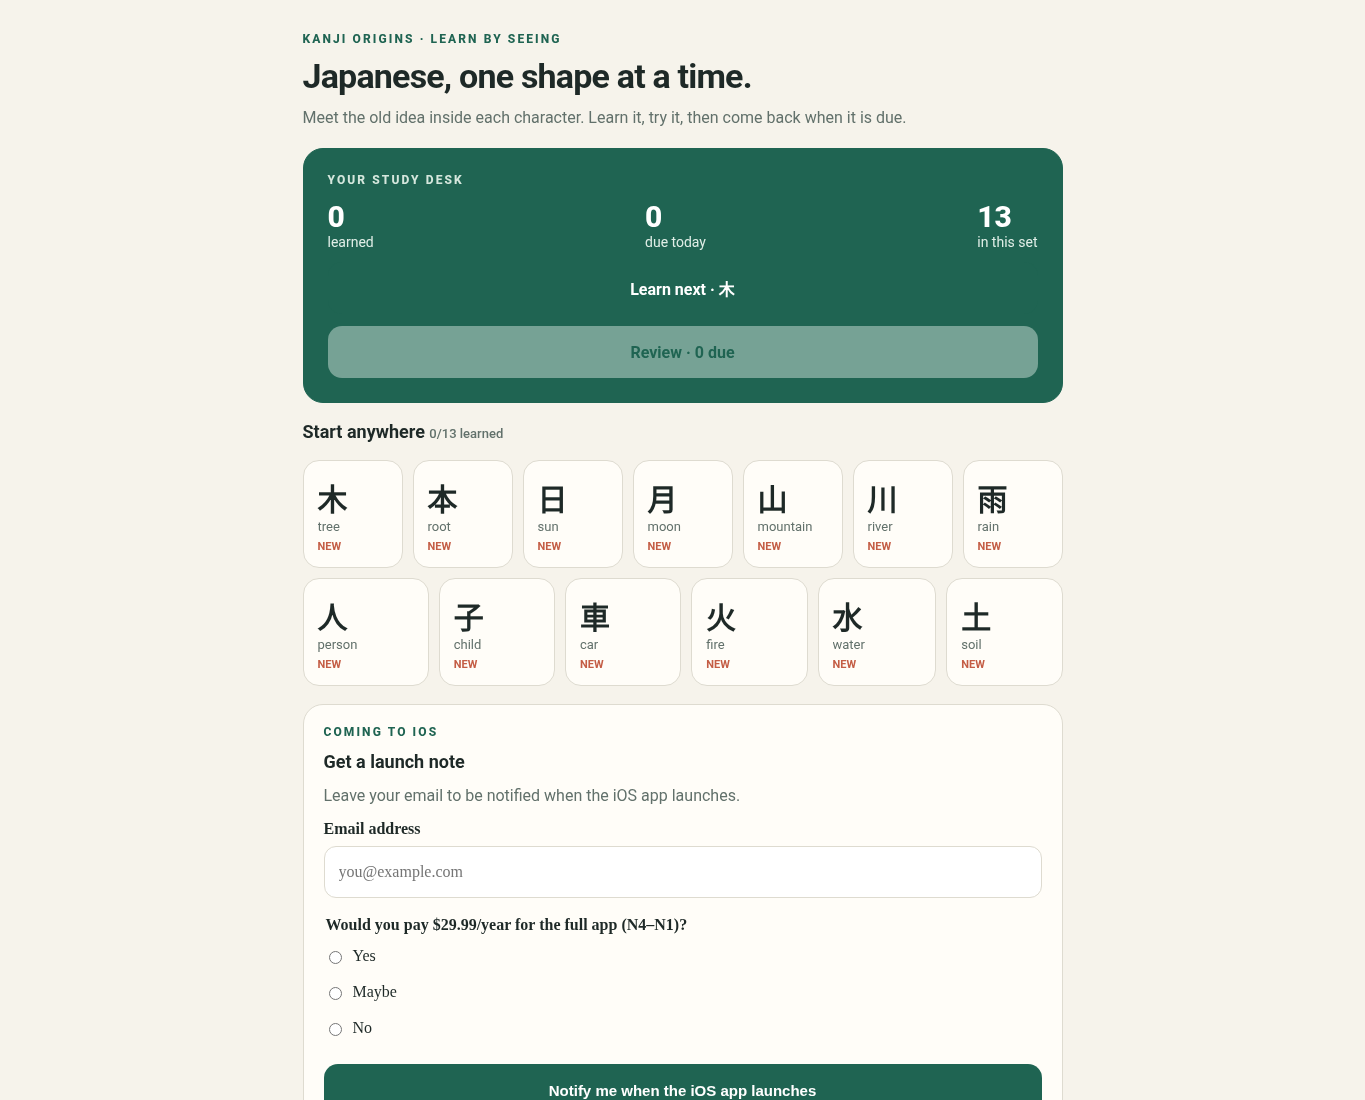 KANJI ORIGINS · LEARN BY SEEING
Japanese, one shape at a time.
Meet the old idea inside each character. Learn it, try it, then come back when it is due.
YOUR STUDY DESK
0 0 13
learned due today in this set
Learn next · 木
Review · 0 due
Start anywhere 0/13 learned
木 本 日 月 山 川 雨
tree root sun moon mountain river rain
NEW NEW NEW NEW NEW NEW NEW
人 子 車 火 水 土
person child car fire water soil
NEW NEW NEW NEW NEW NEW
COMING TO IOS
Get a launch note
Leave your email to be notified when the iOS app launches.
Email address
you@example.com
Would you pay $29.99/year for the full app (N4–N1)?
Yes
Maybe
No
Notify me when the iOS app launches